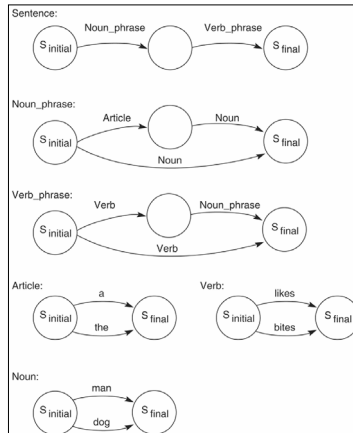 Sentence:
Noun_phrase Verb_phrase
S initial S final
Noun_phrase:
Article Noun
S initial S final
Noun
Verb_phrase:
Verb Noun_phrase
S initial S final
Verb
Article: Verb:
a likes
S initial S final S initial S final
the bites
Noun:
man
S initial S final
dog